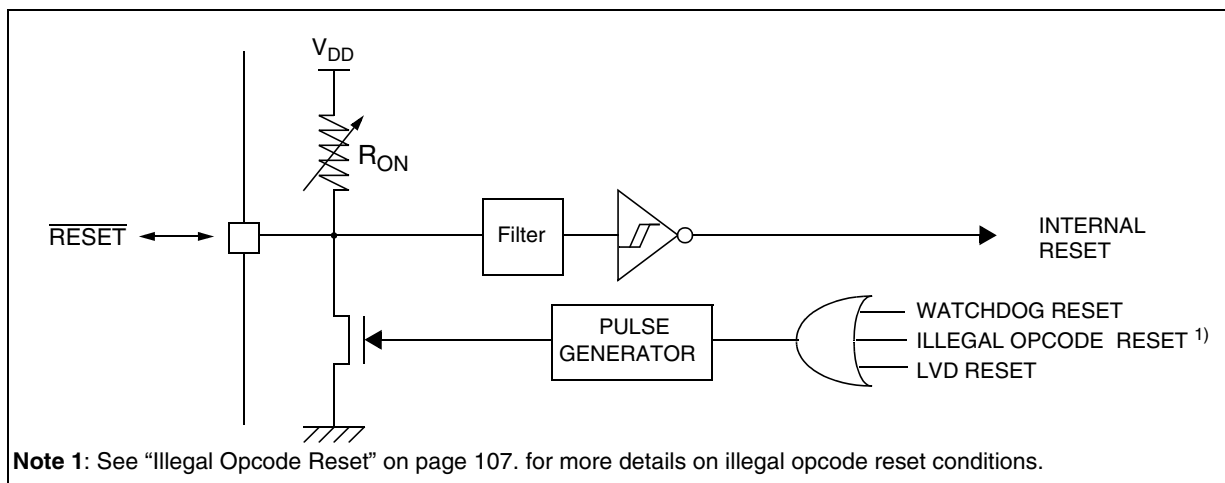 VDD
RON
RESET
Filter
INTERNAL
RESET
PULSE
GENERATOR
WATCHDOG RESET
ILLEGAL OPCODE RESET 1)
LVD RESET
Note 1: See “Illegal Opcode Reset” on page 107. for more details on illegal opcode reset conditions.